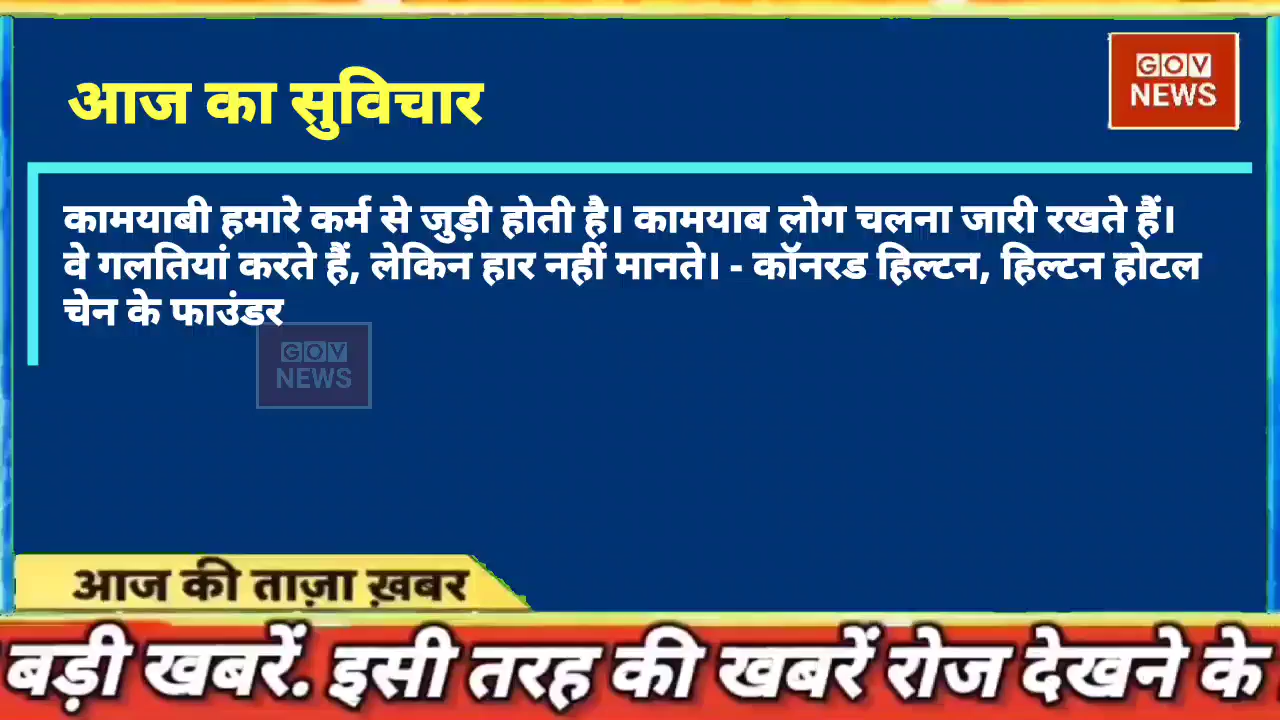 आज का सुविचार
GOV
NEWS
कामयाबी हमारे कर्म से जुड़ी होती है। कामयाब लोग चलना जारी रखते हैं।
वे गलतियां करते हैं, लेकिन हार नहीं मानते। - कॉनरड हिल्टन, हिल्टन होटल
चेन के फाउंडर
GOV
NEWS
आज की ताज़ा ख़बर
बड़ी खबरें. इसी तरह की खबरें रोज देखने के